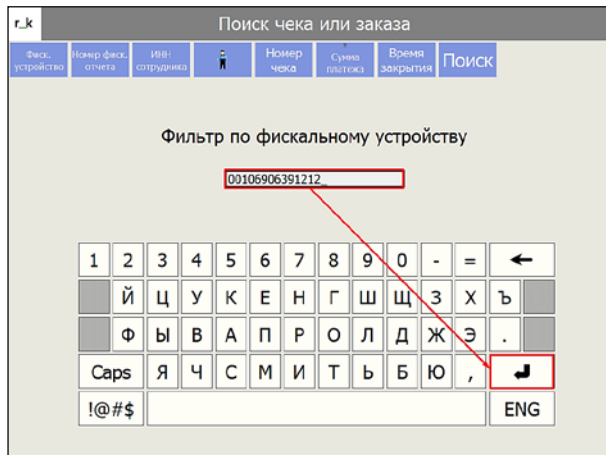 r_k
Поиск чека или заказа
Фиск. устройство
Номер фиск. отчета
ИНН сотрудника
Номер чека
Сумма платежа
Время закрытия
Поиск
Фильтр по фискальному устройству
00106906391212_
1 2 3 4 5 6 7 8 9 0 - =
Й Ц У К Е Н Г Ш Щ З Х Ъ
Ф Ы В А П Р О Л Д Ж Э .
Caps Я Ч С М И Т Ь Б Ю ,
!@#$ ENG